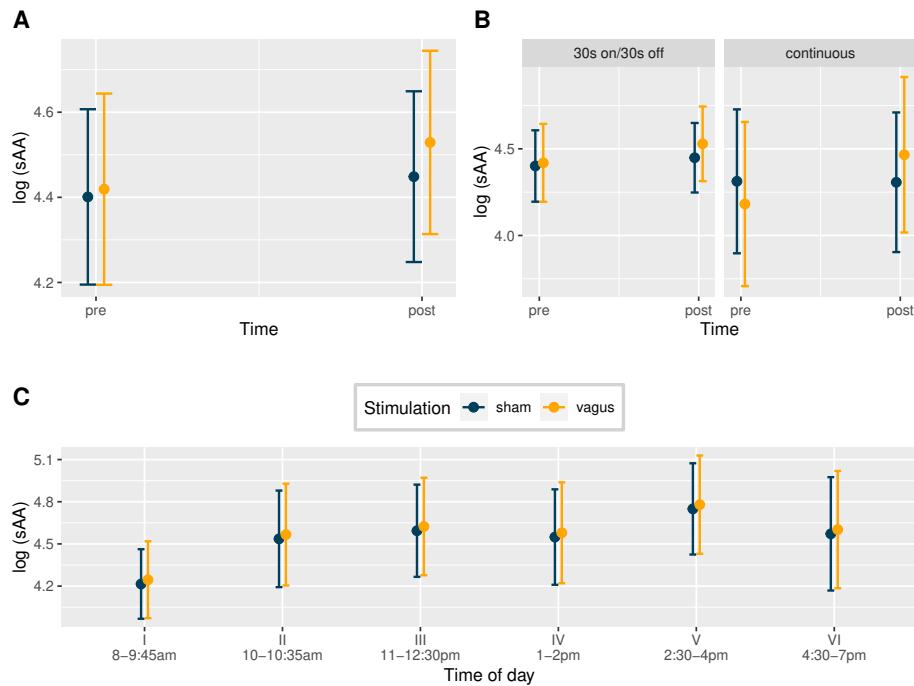 A
log (sAA)
4.6
4.4
4.2
pre
post
Time
B
30s on/30s off
continuous
log (sAA)
4.5
4.0
pre
post
pre
post
Time
C
Stimulation sham vagus
log (sAA)
5.1
4.8
4.5
4.2
I II III IV V VI
8–9:45am 10–10:35am 11–12:30pm 1–2pm 2:30–4pm 4:30–7pm
Time of day